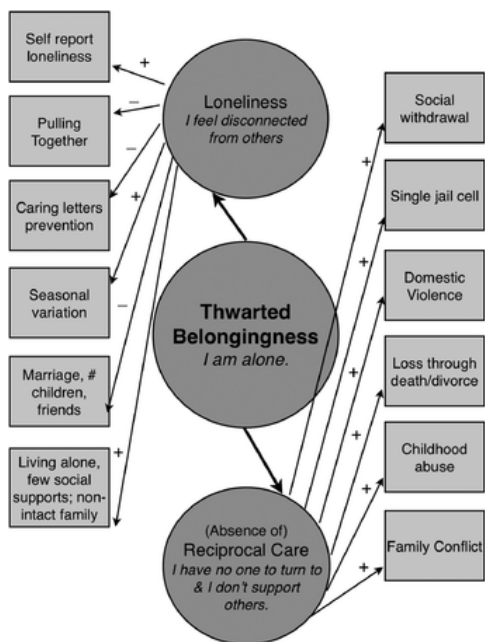 Self report
loneliness
+
Pulling
Together
−
Caring letters
prevention
−
Seasonal
variation
+
Marriage, #
children,
friends
−
Living alone,
few social
supports; non-
intact family
+
Loneliness
I feel disconnected
from others
Thwarted
Belongingness
I am alone.
(Absence of)
Reciprocal Care
I have no one to turn to
& I don't support
others.
Social
withdrawal
+
Single jail cell
+
Domestic
Violence
+
Loss through
death/divorce
+
Childhood
abuse
+
Family Conflict
+